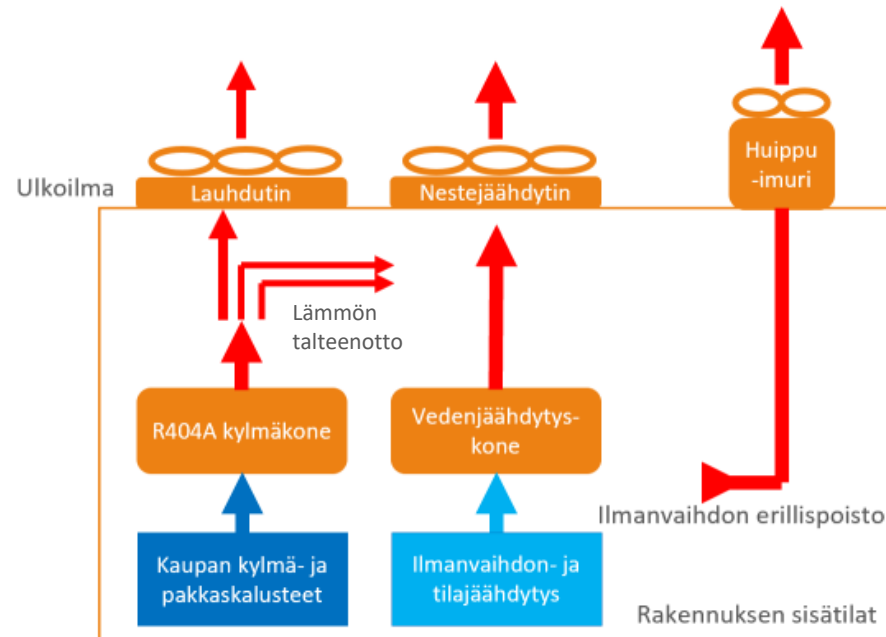 Huippu
-imuri
Ulkoilma
Lauhdutin
Nestejäähdytin
Lämmön
talteenotto
R404A kylmäkone
Vedenjäähdytys-
kone
Ilmanvaihdon erillispoisto
Kaupan kylmä- ja
pakkaskalusteet
Ilmanvaihdon- ja
tilajäähdytys
Rakennuksen sisätilat